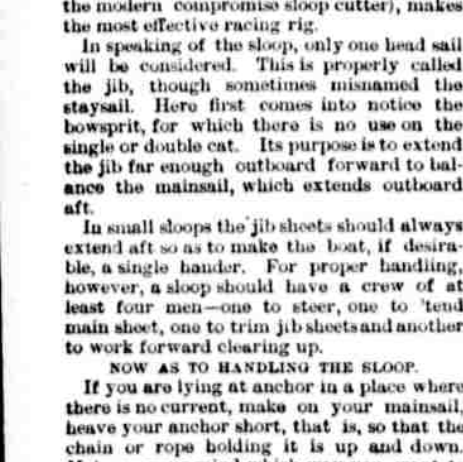 the modern compromise sloop cutter), makes
the most effective racing rig.
In speaking of the sloop, only one head sail
will be considered. This is properly called
the jib, though sometimes misnamed the
staysail. Here first comes into notice the
bowsprit, for which there is no use on the
single or double cat. Its purpose is to extend
the jib far enough outboard forward to bal-
ance the mainsail, which extends outboard
aft.
In small sloops the jib sheets should always
extend aft so as to make the boat, if desira-
ble, a single hander. For proper handling,
however, a sloop should have a crew of at
least four men—one to steer, one to 'tend
main sheet, one to trim jib sheets and another
to work forward clearing up.
NOW AS TO HANDLING THE SLOOP.
If you are lying at anchor in a place where
there is no current, make on your mainsail,
heave your anchor short, that is, so that the
chain or rope holding it is up and down.